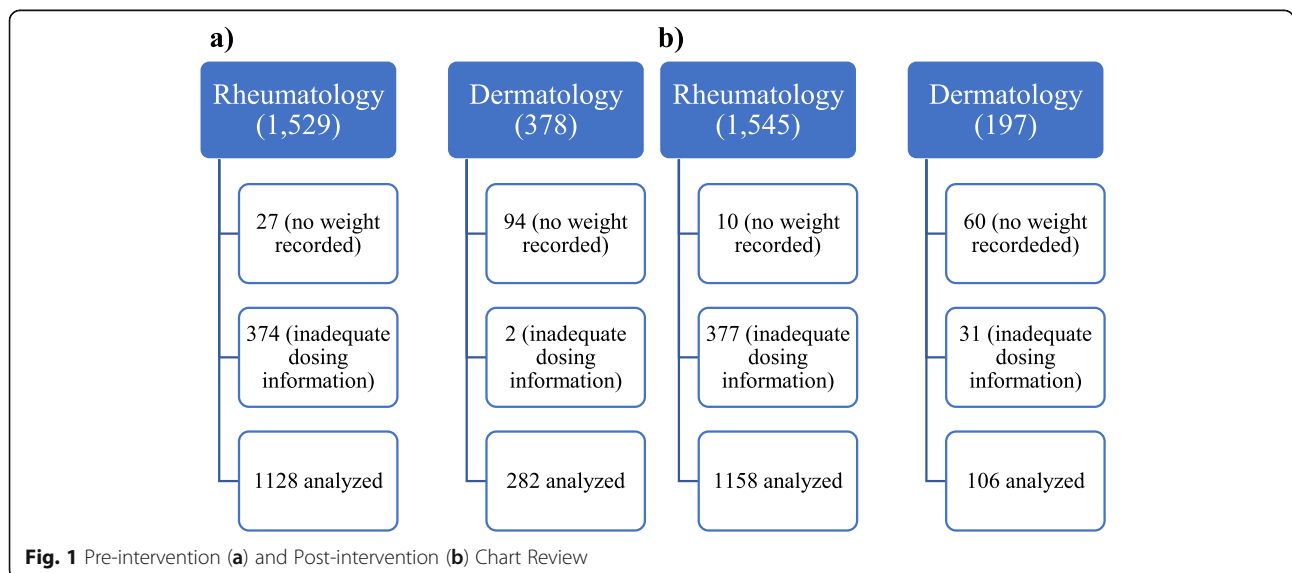 a)
Rheumatology
(1,529)
27 (no weight
recorded)
374 (inadequate
dosing
information)
1128 analyzed
Dermatology
(378)
94 (no weight
recorded)
2 (inadequate
dosing
information)
282 analyzed
b)
Rheumatology
(1,545)
10 (no weight
recorded)
377 (inadequate
dosing
information)
1158 analyzed
Dermatology
(197)
60 (no weight
recordeded)
31 (inadequate
dosing
information)
106 analyzed
Fig. 1 Pre-intervention (a) and Post-intervention (b) Chart Review